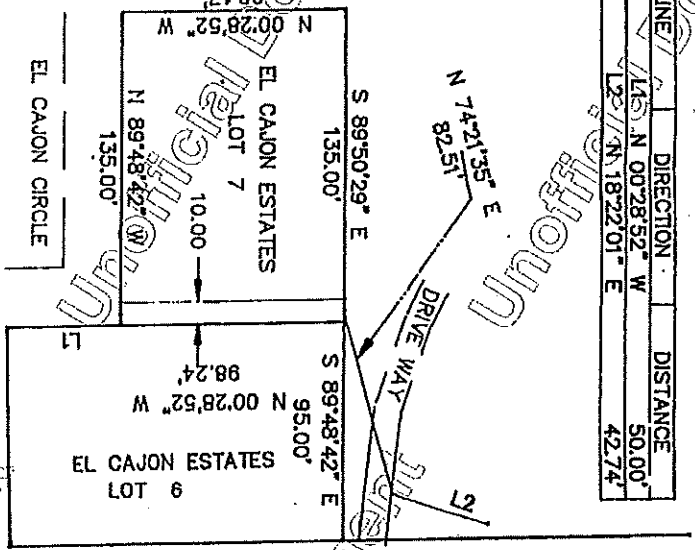 DIRECTION DISTANCE
L1 N 00°28'52" W 50.00'
L2 N 18°22'01" E 42.74'
N 74°21'35" E
82.51'
DRIVE WAY
L2
S 89°50'29" E
135.00'
N 00°28'52" W
EL CAJON ESTATES
LOT 7
10.00
N 89°48'42" W
135.00'
EL CAJON CIRCLE
L1
S 89°48'42" E
95.00'
N 00°28'52" W
98.24'
EL CAJON ESTATES
LOT 6
Unofficial
Unofficial